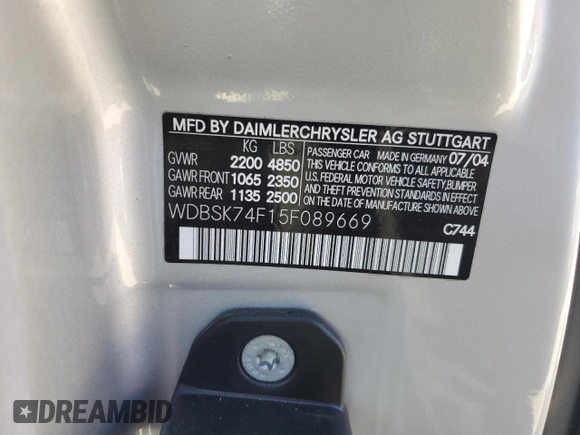 MFD BY DAIMLERCHRYSLER AG STUTTGART
KG LBS
GVWR 2200 4850
GAWR FRONT 1065 2350
GAWR REAR 1135 2500
PASSENGER CAR MADE IN GERMANY 07/04
THIS VEHICLE CONFORMS TO ALL APPLICABLE
U.S. FEDERAL MOTOR VEHICLE SAFETY, BUMPER
AND THEFT PREVENTION STANDARDS IN EFFECT
ON THE DATE OF MANUFACTURE SHOWN ABOVE.
WDBSK74F15F089669
C744
DREAMBID